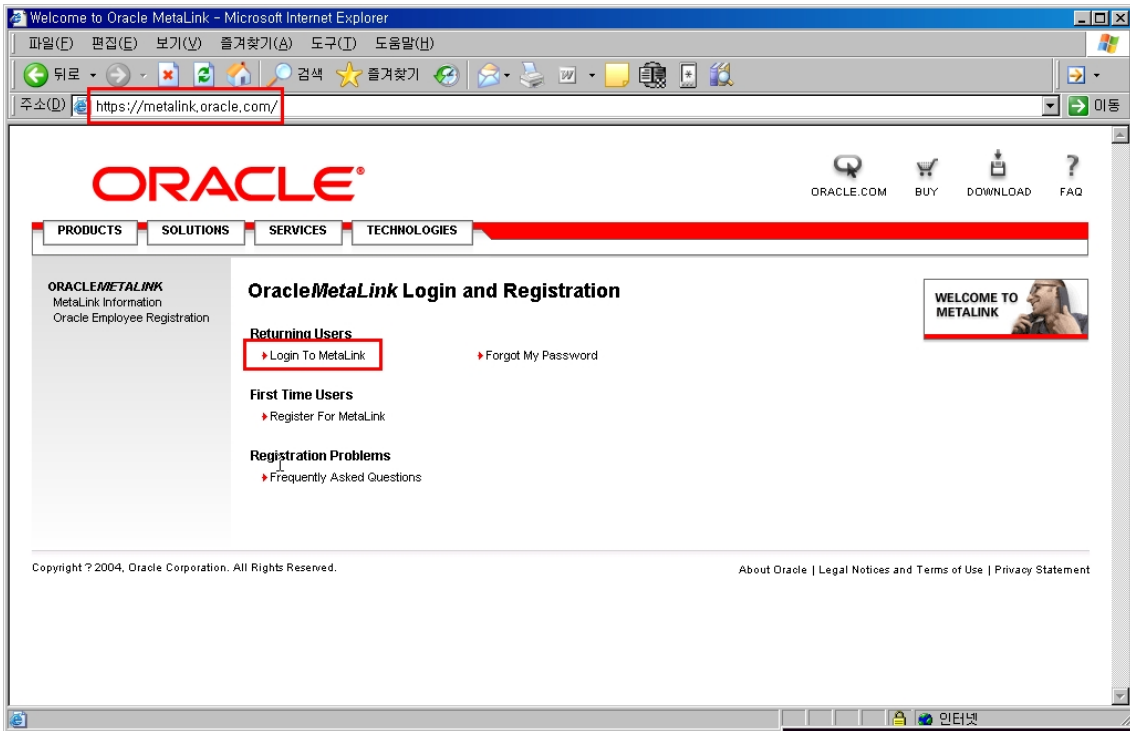 Welcome to Oracle MetaLink - Microsoft Internet Explorer
파일(F) 편집(E) 보기(V) 즐겨찾기(A) 도구(T) 도움말(H)
뒤로 검색 즐겨찾기
주소(D) https://metalink.oracle.com/ 이동
ORACLE®
ORACLE.COM BUY DOWNLOAD FAQ
PRODUCTS SOLUTIONS SERVICES TECHNOLOGIES
ORACLEMETALINK
MetaLink Information
Oracle Employee Registration
OracleMetaLink Login and Registration
WELCOME TO
METALINK
Returning Users
Login To MetaLink Forgot My Password
First Time Users
Register For MetaLink
Registration Problems
Frequently Asked Questions
Copyright ? 2004, Oracle Corporation. All Rights Reserved.
About Oracle | Legal Notices and Terms of Use | Privacy Statement
인터넷